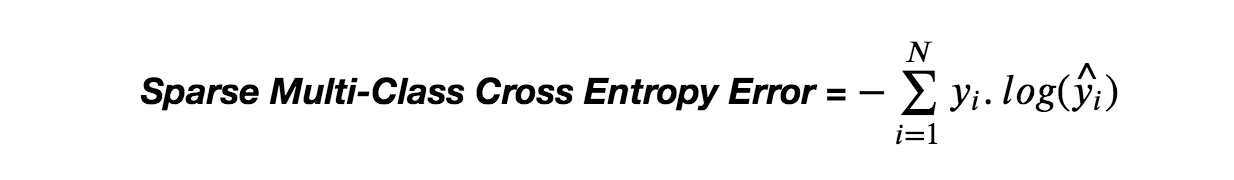 Sparse Multi-Class Cross Entropy Error = − ∑_{i=1}^{N} y_i . log(ŷ_i)